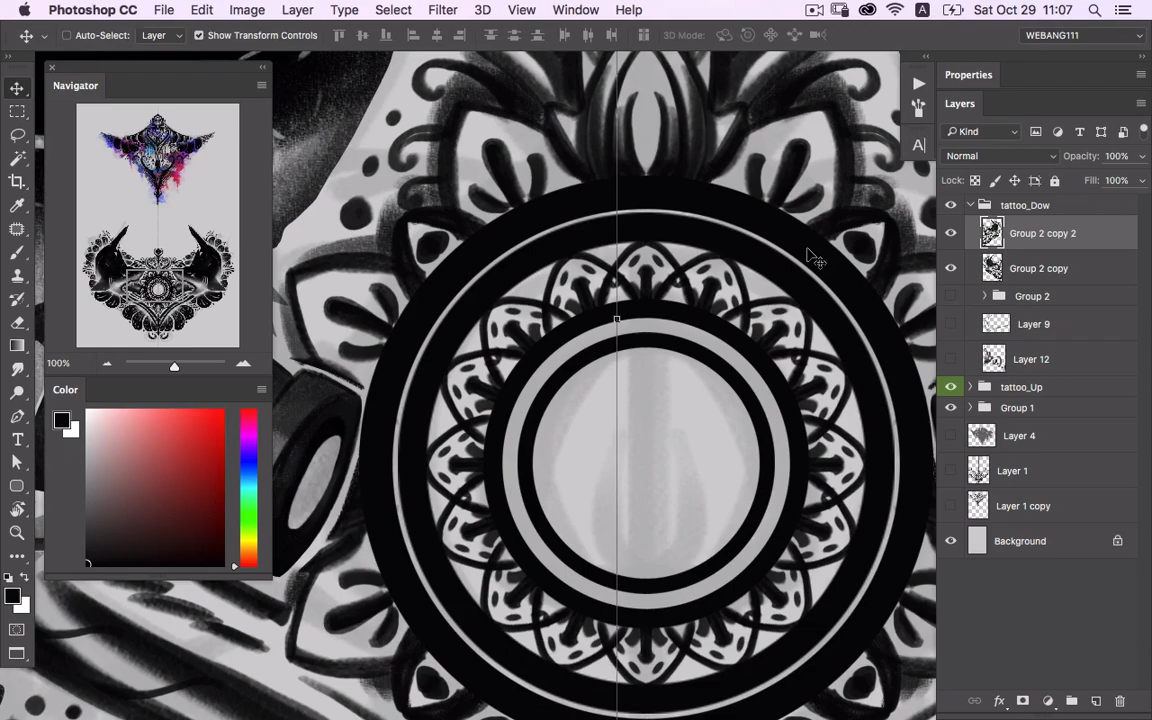 Photoshop CC File Edit Image Layer Type Select Filter 3D View Window Help A Sat Oct 29 11:07
Auto-Select: Layer Show Transform Controls 3D Mode: WEBANG111
Navigator
100%
Color
A
Properties
Layers
Kind
Normal Opacity: 100%
Lock: Fill: 100%
tattoo_Dow
Group 2 copy 2
Group 2 copy
Group 2
Layer 9
Layer 12
tattoo_Up
Group 1
Layer 4
Layer 1
Layer 1 copy
Background
fx